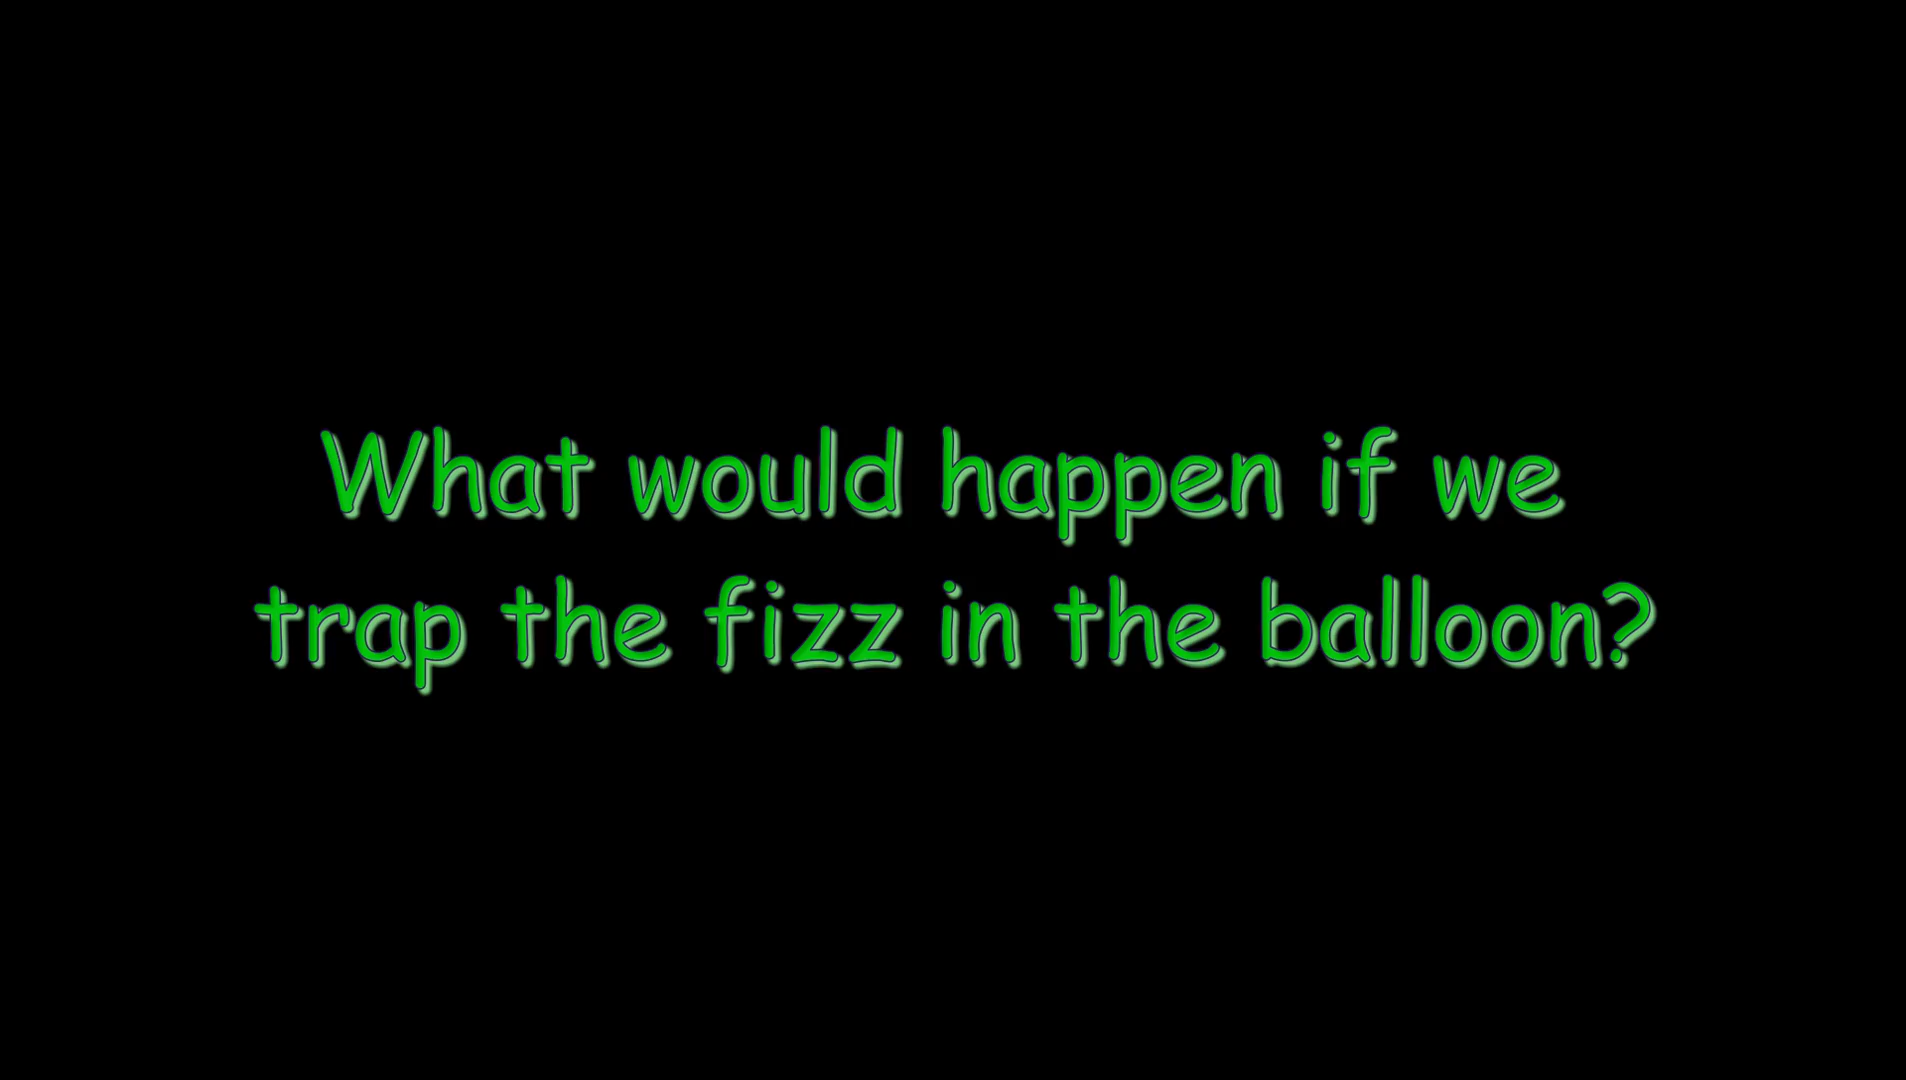 What would happen if we
trap the fizz in the balloon?